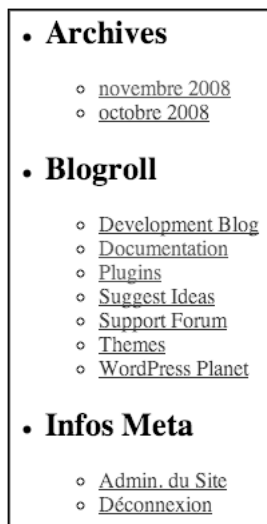 Archives
novembre 2008
octobre 2008
Blogroll
Development Blog
Documentation
Plugins
Suggest Ideas
Support Forum
Themes
WordPress Planet
Infos Meta
Admin. du Site
Déconnexion